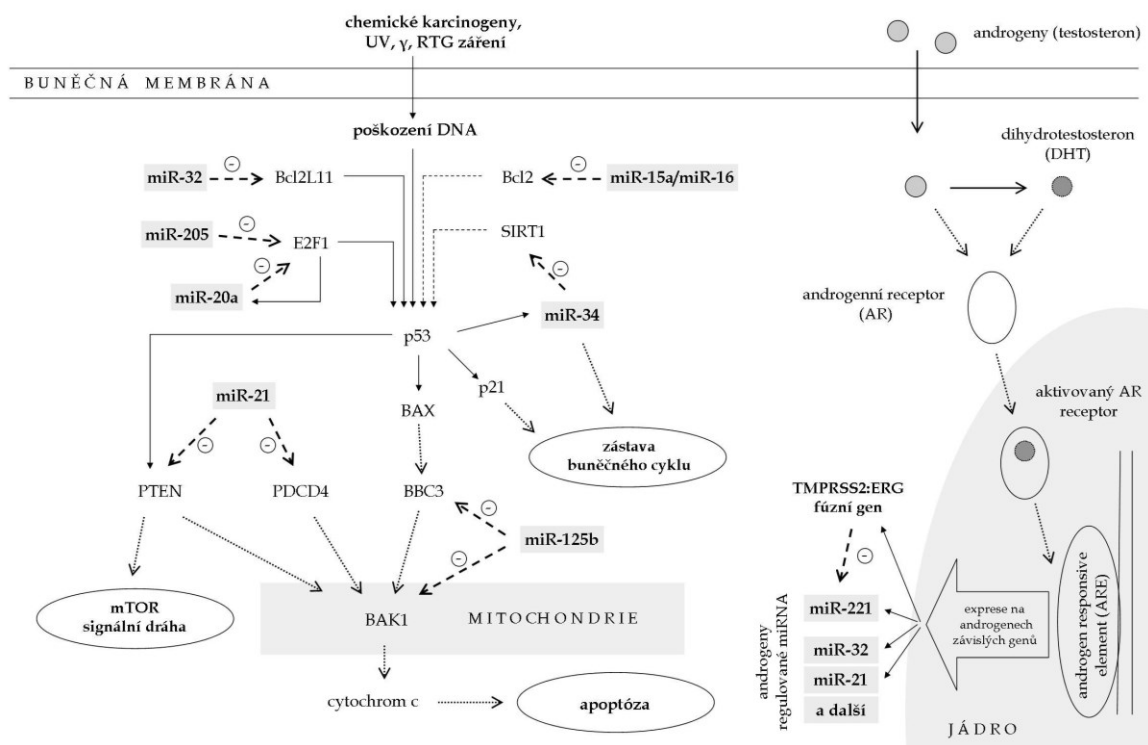 chemické karcinogeny,
UV, γ, RTG záření
androgeny (testosteron)
BUNĚČNÁ MEMBRÁNA
poškození DNA
dihydrotestosteron
(DHT)
miR-32
Bcl2L11
Bcl2
miR-15a/miR-16
miR-205
E2F1
SIRT1
miR-20a
miR-34
androgenní receptor
(AR)
p53
p21
miR-21
BAX
aktivovaný AR
receptor
zástava
buněčného cyklu
PTEN
PDCD4
BBC3
TMPRSS2:ERG
fúzní gen
miR-125b
mTOR
signální dráha
BAK1
MITOCHONDRIE
androgeny
regulované miRNA
miR-221
miR-32
miR-21
a další
exprese na
androgenech
závislých genů
androgen responsive
element (ARE)
cytochrom c
apoptóza
JÁDRO